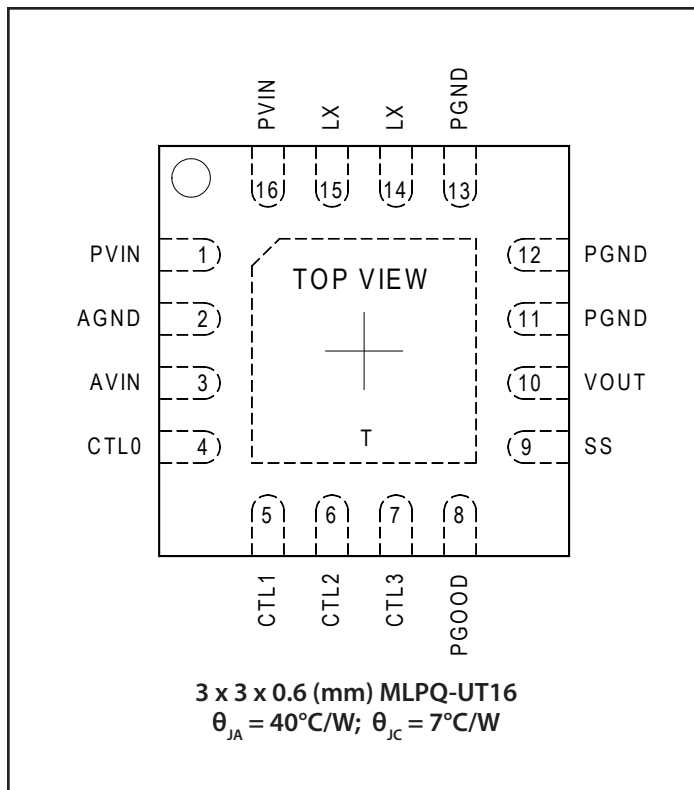 PVIN
LX
LX
PGND
16
15
14
13
PVIN 1
12 PGND
TOP VIEW
AGND 2
11 PGND
AVIN 3
10 VOUT
CTL0 4
T
9 SS
5
6
7
8
CTL1
CTL2
CTL3
PGOOD
3 x 3 x 0.6 (mm) MLPQ-UT16
θJA = 40°C/W; θJC = 7°C/W